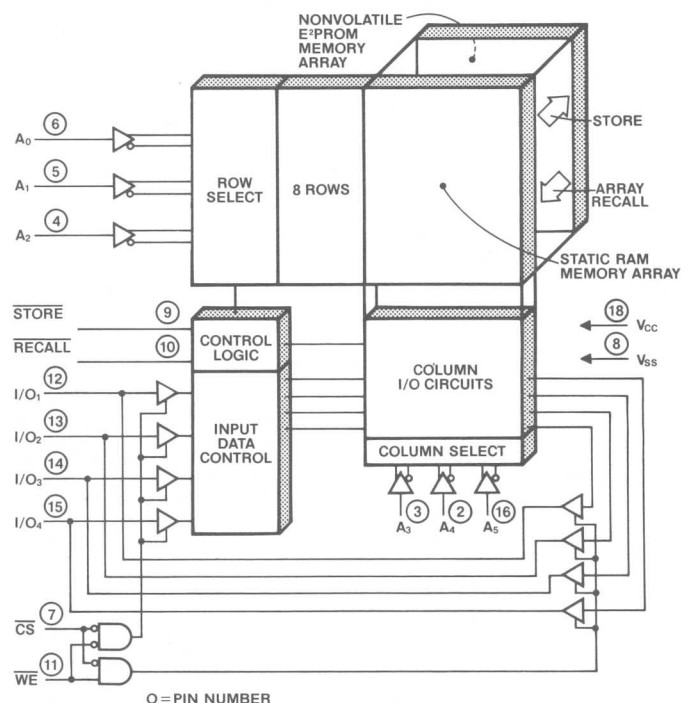 NONVOLATILE
E²PROM
MEMORY
ARRAY
STORE
ARRAY
RECALL
STATIC RAM
MEMORY ARRAY
A₀ 6
A₁ 5
A₂ 4
ROW
SELECT
8 ROWS
STORE 9
RECALL 10
CONTROL
LOGIC
I/O₁ 12
I/O₂ 13
I/O₃ 14
I/O₄ 15
INPUT
DATA
CONTROL
COLUMN
I/O CIRCUITS
COLUMN SELECT
18
VCC
8
VSS
A₃ 3
A₄ 2
A₅ 16
CS 7
WE 11
O = PIN NUMBER